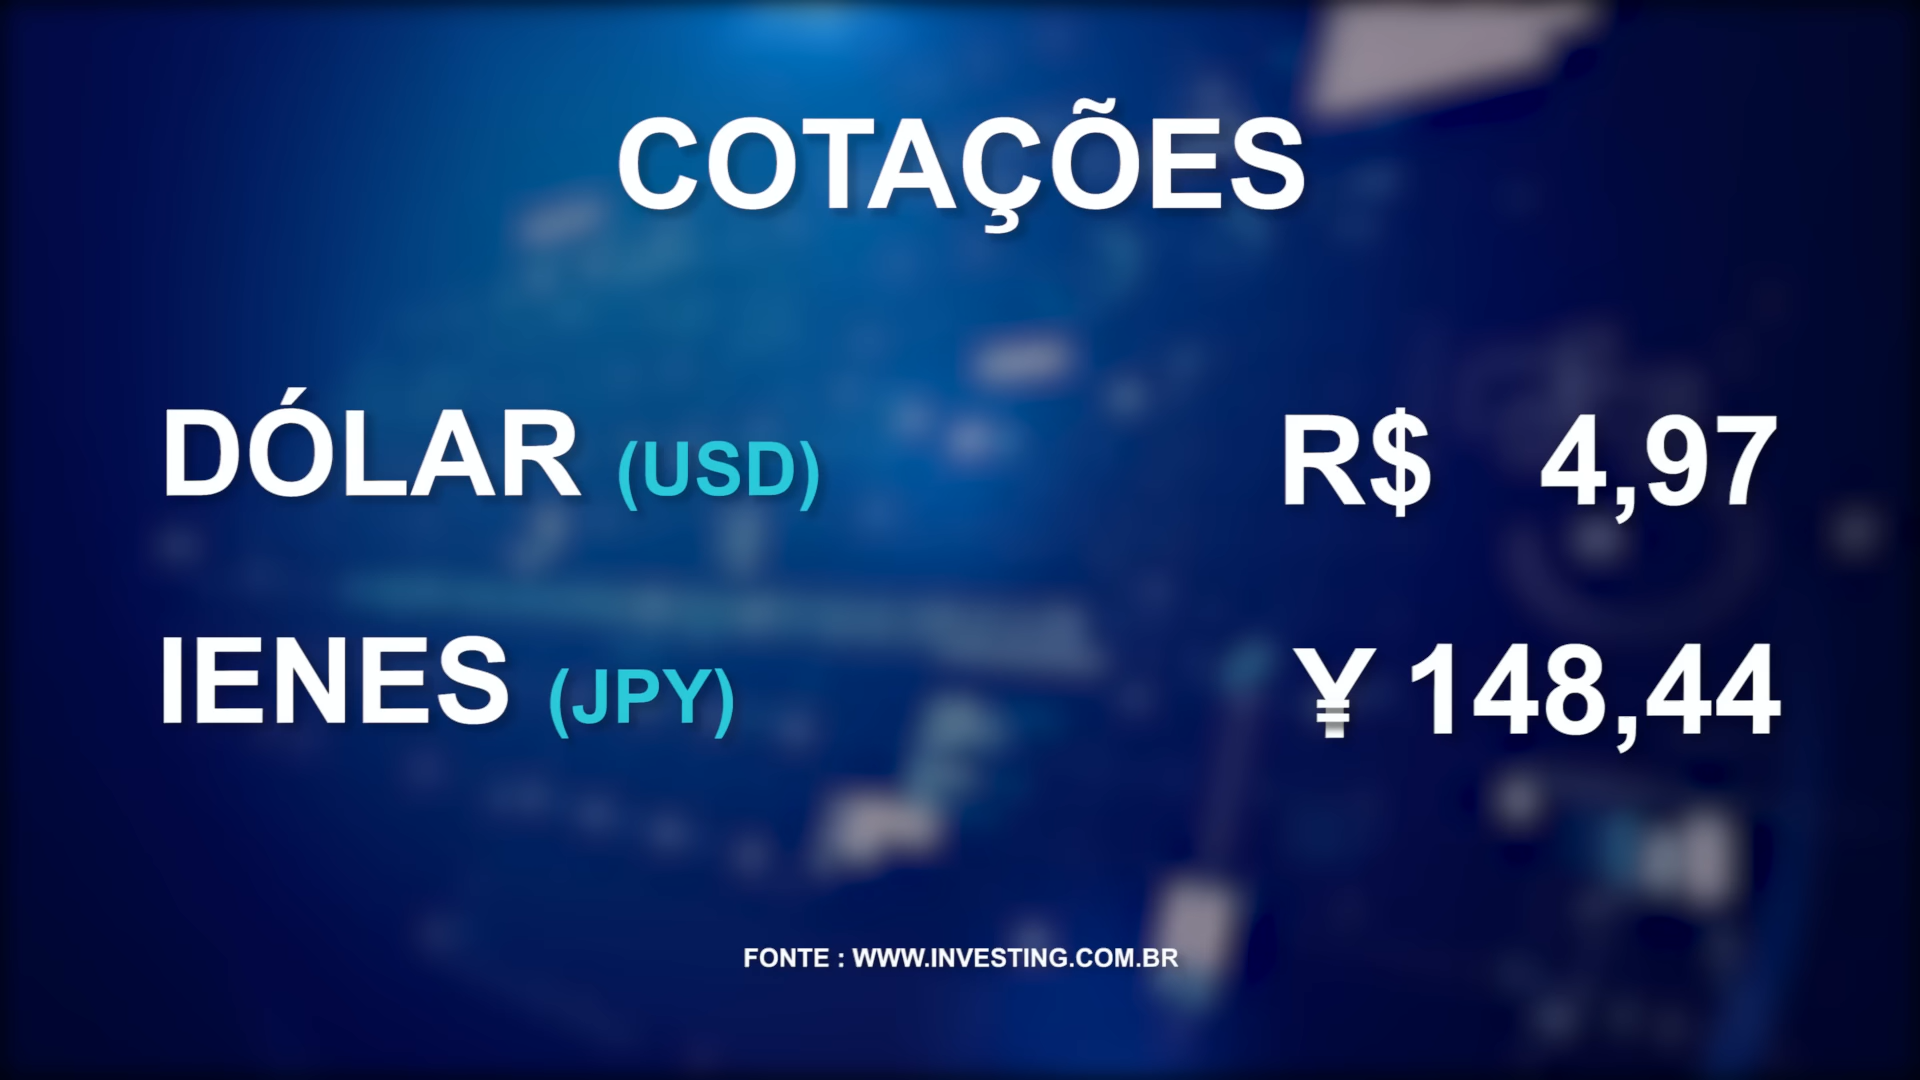 COTAÇÕES
DÓLAR (USD) R$ 4,97
IENES (JPY) ¥ 148,44
FONTE : WWW.INVESTING.COM.BR